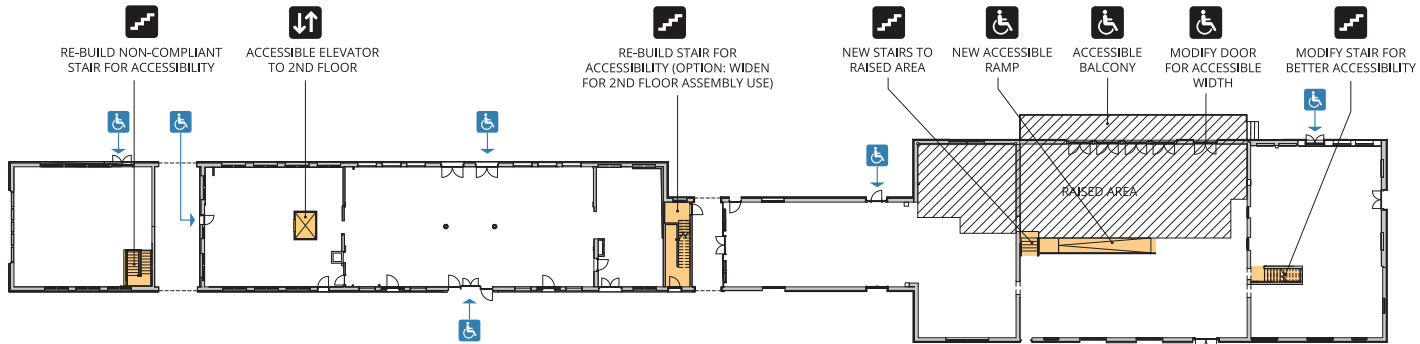 RE-BUILD NON-COMPLIANT
STAIR FOR ACCESSIBILITY
ACCESSIBLE ELEVATOR
TO 2ND FLOOR
RE-BUILD STAIR FOR
ACCESSIBILITY (OPTION: WIDEN
FOR 2ND FLOOR ASSEMBLY USE)
NEW STAIRS TO
RAISED AREA
NEW ACCESSIBLE
RAMP
ACCESSIBLE
BALCONY
MODIFY DOOR
FOR ACCESSIBLE
WIDTH
MODIFY STAIR FOR
BETTER ACCESSIBILITY
RAISED AREA